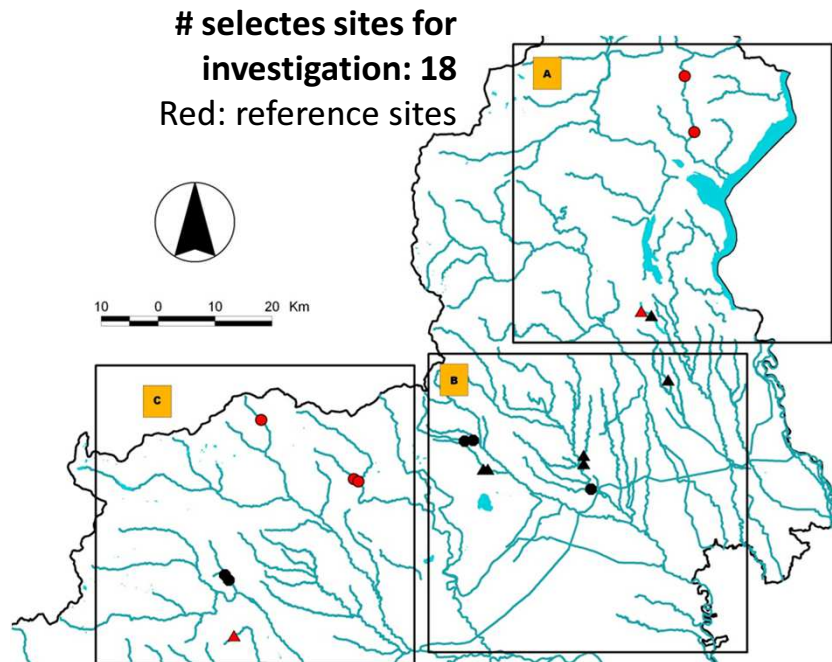 # selectes sites for
investigation: 18
Red: reference sites
A
10 0 10 20 Km
C
B